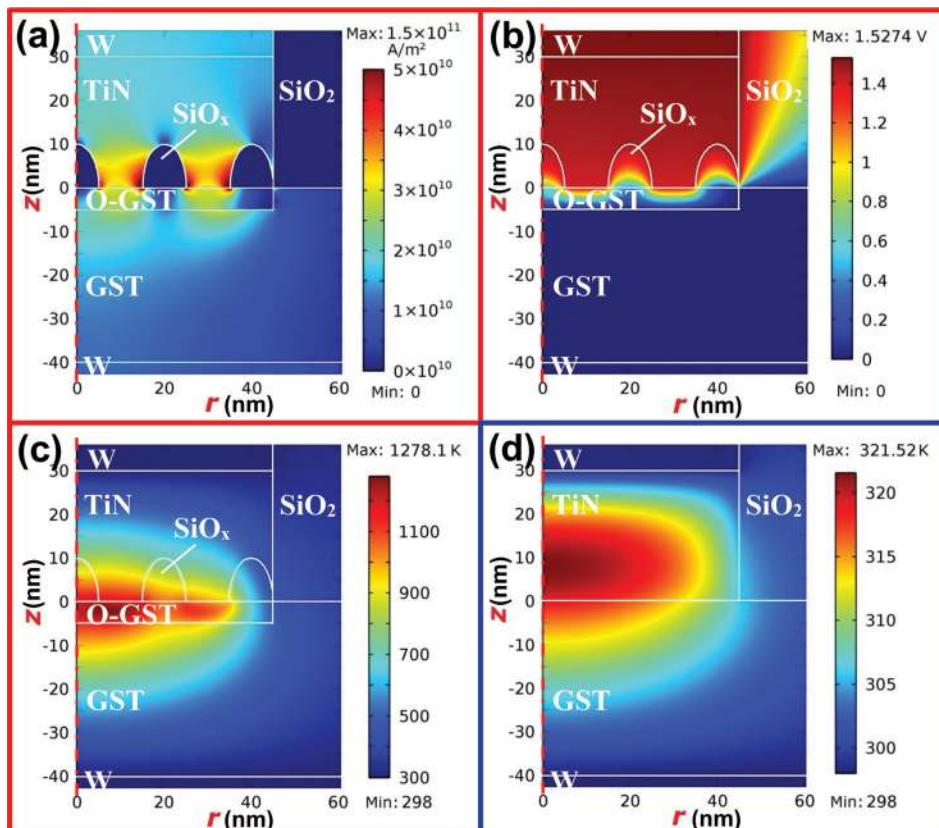 (a)
Max: 1.5×10¹¹
A/m²
W
TiN
SiO₂
SiOₓ
O-GST
GST
W
30
20
10
0
-10
-20
-30
-40
z(nm)
0 20 40 60
r (nm)
5×10¹⁰
4×10¹⁰
3×10¹⁰
2×10¹⁰
1×10¹⁰
0×10¹⁰
Min: 0
(b)
Max: 1.5274 V
W
TiN
SiO₂
SiOₓ
O-GST
GST
W
30
20
10
0
-10
-20
-30
-40
z(nm)
0 20 40 60
r (nm)
1.4
1.2
1
0.8
0.6
0.4
0.2
0
Min: 0
(c)
Max: 1278.1 K
W
TiN
SiO₂
SiOₓ
O-GST
GST
W
30
20
10
0
-10
-20
-30
-40
z(nm)
0 20 40 60
r (nm)
1100
900
700
500
300
Min: 298
(d)
Max: 321.52K
W
TiN
SiO₂
GST
W
30
20
10
0
-10
-20
-30
-40
z(nm)
0 20 40 60
r (nm)
320
315
310
305
300
Min: 298